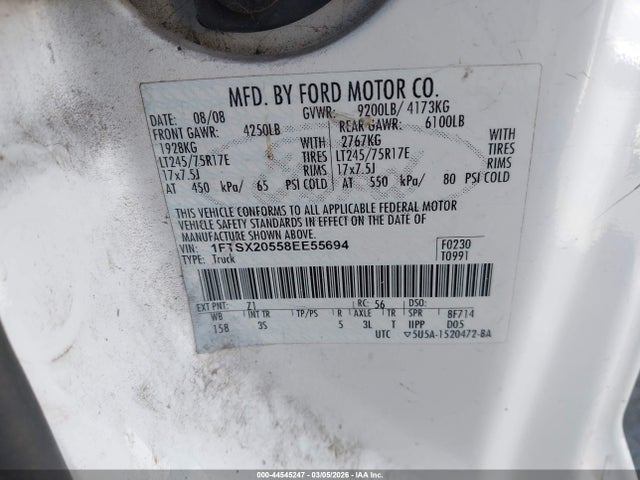 MFD. BY FORD MOTOR CO.
DATE: 08/08 GVWR: 9200LB/ 4173KG
FRONT GAWR: 4250LB REAR GAWR: 6100LB
1928KG WITH 2767KG WITH
LT245/75R17E TIRES LT245/75R17E TIRES
17x7.5J RIMS 17x7.5J RIMS
AT 450 kPa/ 65 PSI COLD AT 550 kPa/ 80 PSI COLD
THIS VEHICLE CONFORMS TO ALL APPLICABLE FEDERAL MOTOR
VEHICLE SAFETY STANDARDS IN EFFECT ON THE DATE OF
MANUFACTURE SHOWN ABOVE.
VIN: 1FTSX20558EE55694 F0230
TYPE: Truck T0991
EXT PNT: Z1 RC: 56 DSO:
WB INT TR TP/PS R AXLE TR SPR 8F714
158 3S 5 3L T IIPP D05
UTC ▽5U5A-1520472-BA
000-44545247 - 03/05/2026 - IAA Inc.